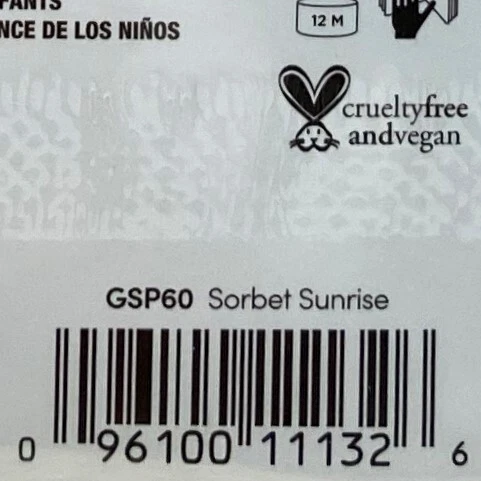 NCE DE LOS NIÑOS
12 M
crueltyfree
andvegan
GSP60 Sorbet Sunrise
0 96100 11132 6